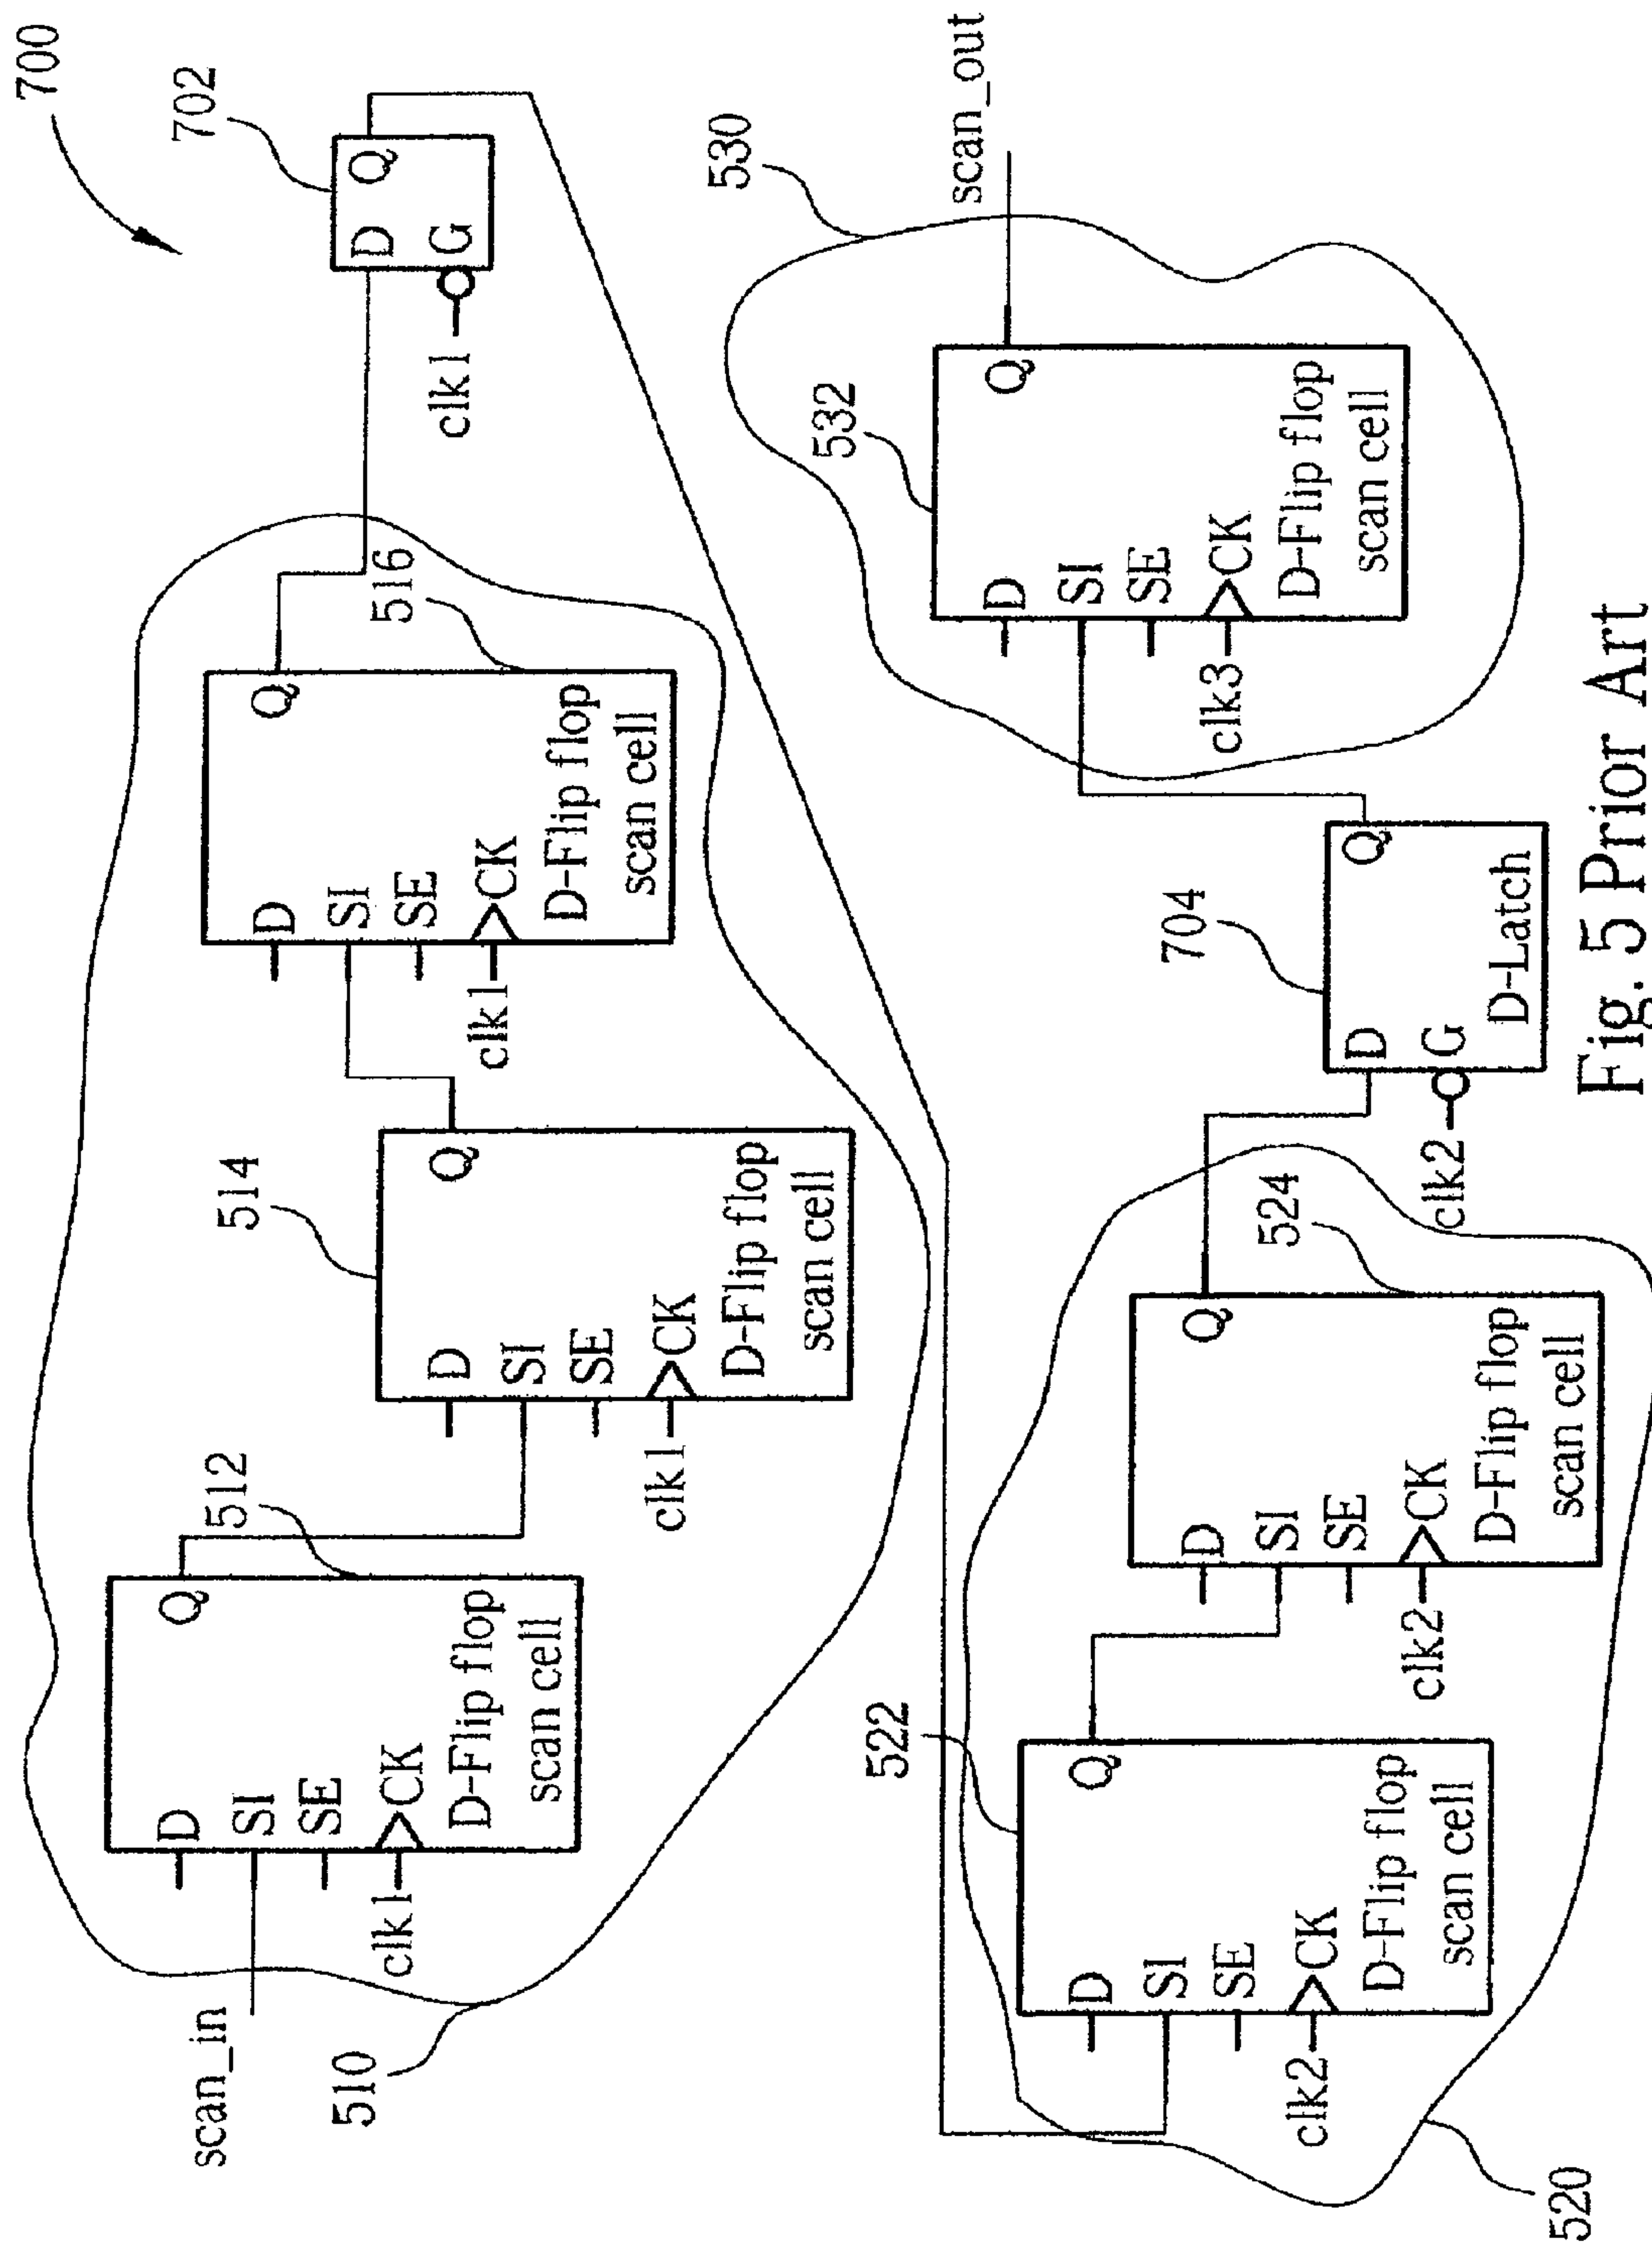 700
scan_in
510
D
SI
SE
CK
Q
clk1
D-Flip flop
scan cell
512
D
SI
SE
CK
Q
clk1
D-Flip flop
scan cell
514
D
SI
SE
CK
Q
clk1
D-Flip flop
scan cell
516
D
Q
G
clk1
702
520
D
SI
SE
CK
Q
clk2
D-Flip flop
scan cell
522
D
SI
SE
CK
Q
clk2
D-Flip flop
scan cell
524
D
Q
G
clk2
D-Latch
704
D
SI
SE
CK
Q
clk3
D-Flip flop
scan cell
532
530
scan_out
Fig. 5 Prior Art